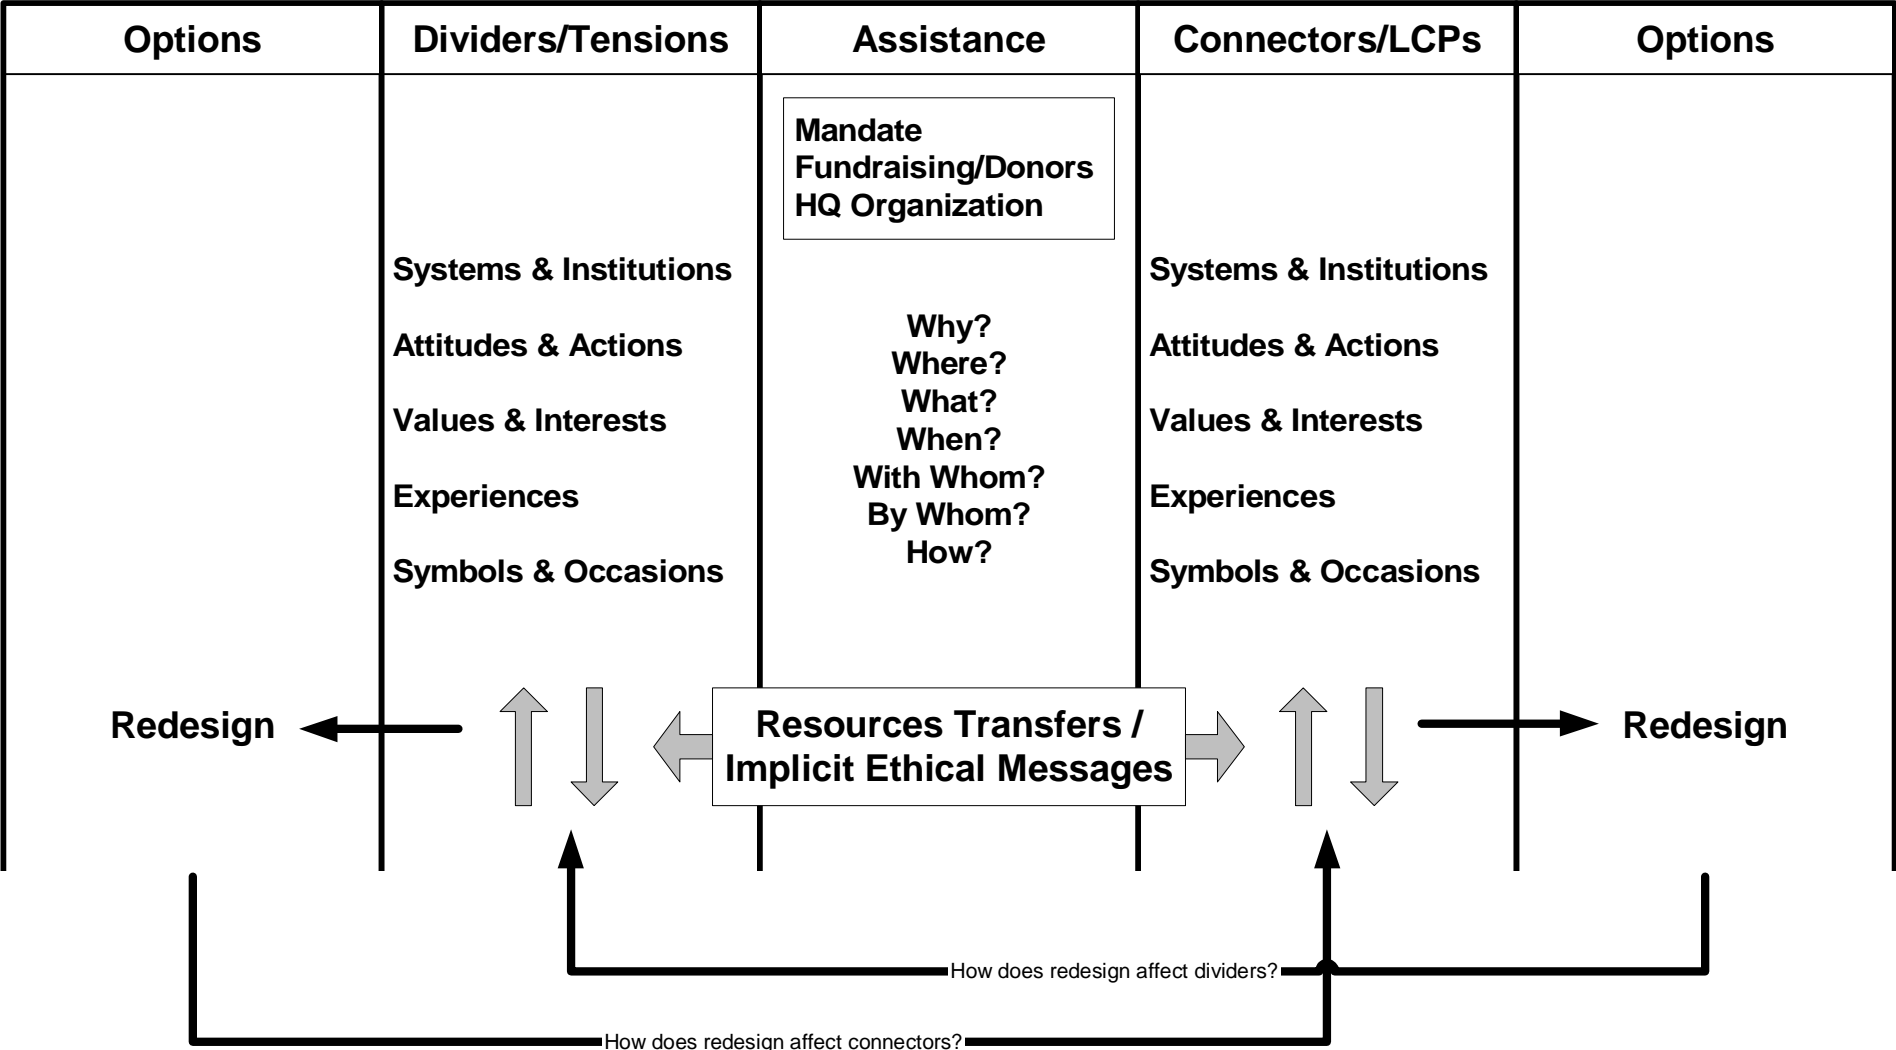 Options
Dividers/Tensions
Assistance
Connectors/LCPs
Options
Mandate
Fundraising/Donors
HQ Organization
Systems & Institutions
Attitudes & Actions
Values & Interests
Experiences
Symbols & Occasions
Why?
Where?
What?
When?
With Whom?
By Whom?
How?
Systems & Institutions
Attitudes & Actions
Values & Interests
Experiences
Symbols & Occasions
Redesign
Resources Transfers /
Implicit Ethical Messages
Redesign
How does redesign affect dividers?
How does redesign affect connectors?